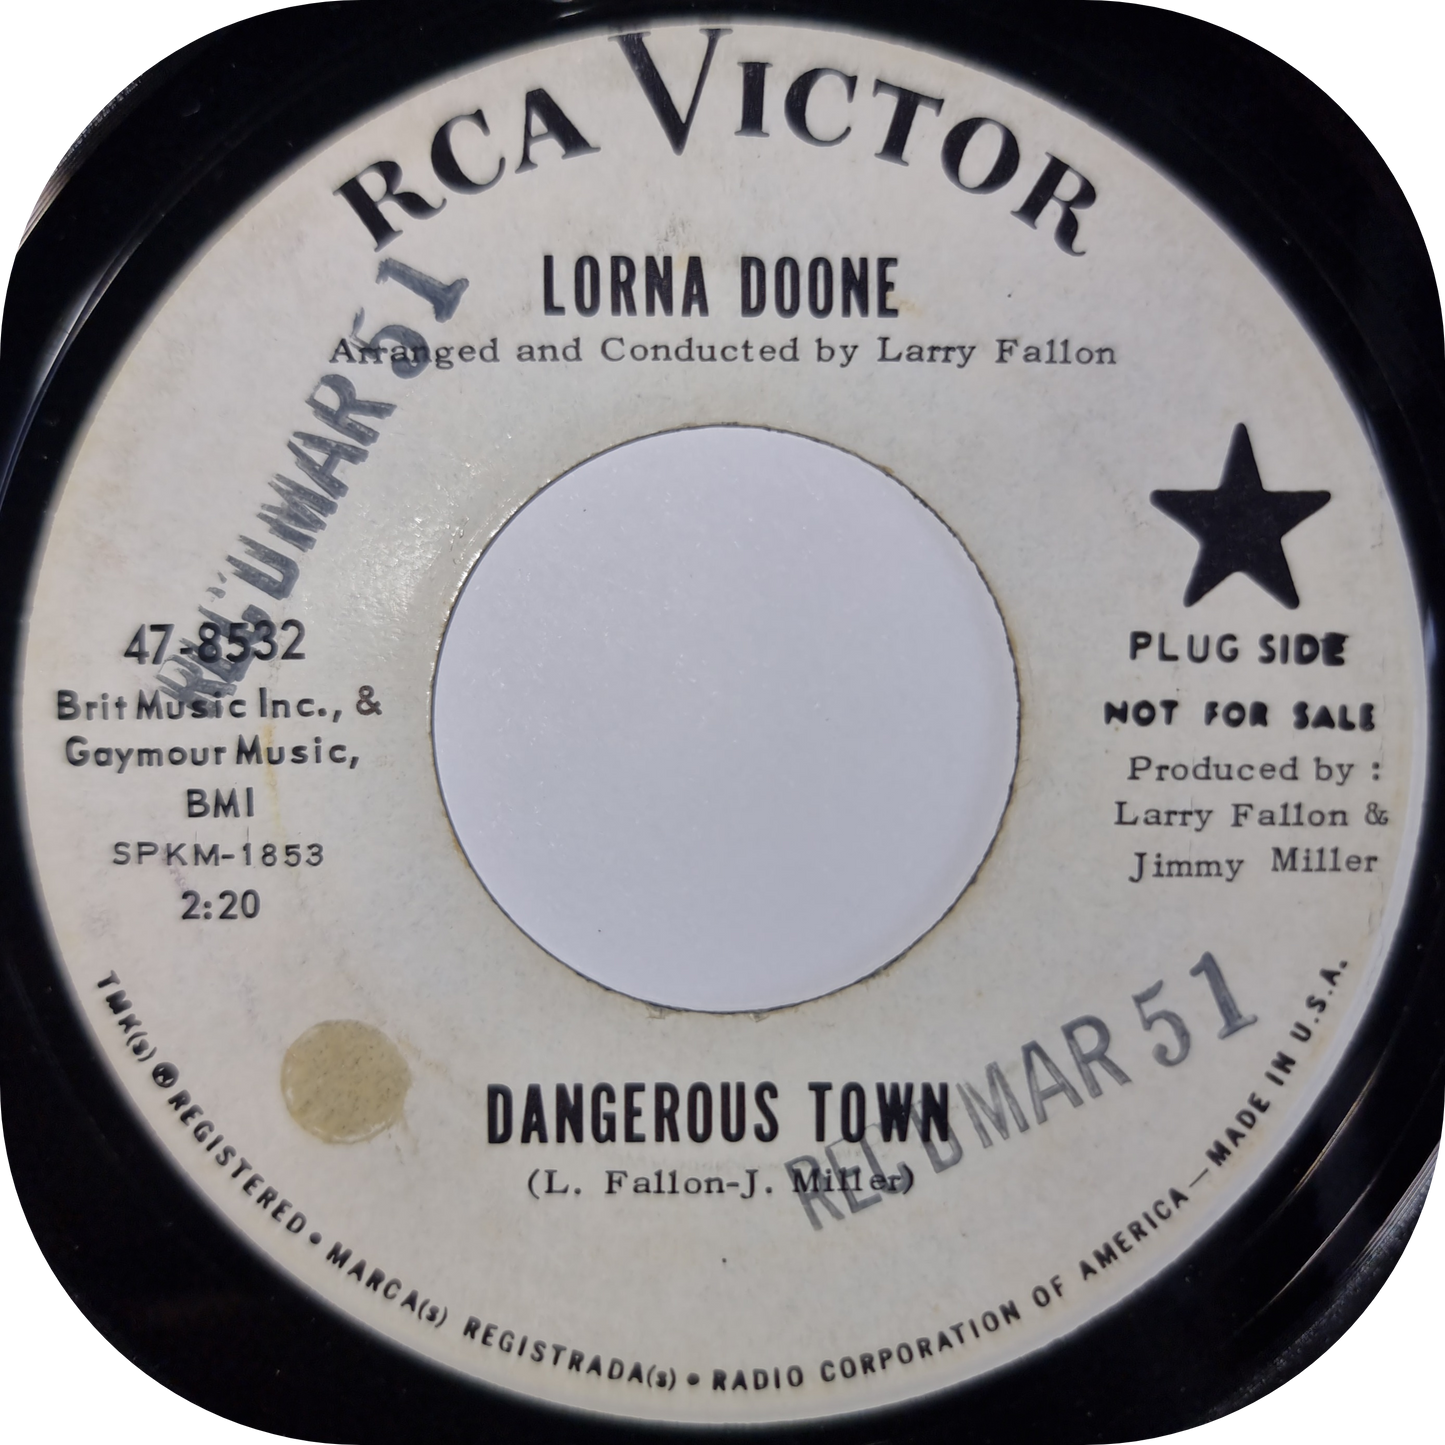 RCA VICTOR
LORNA DOONE
Arranged and Conducted by Larry Fallon
REC'D MAR 51
47-8532
Brit Music Inc., &
Gaymour Music,
BMI
SPKM-1853
2:20
PLUG SIDE
NOT FOR SALE
Produced by :
Larry Fallon &
Jimmy Miller
DANGEROUS TOWN
(L. Fallon-J. Miller)
REC'D MAR 51
TMK(s) ® REGISTERED • MARCA(s) REGISTRADA(s) • RADIO CORPORATION OF AMERICA—MADE IN U.S.A.